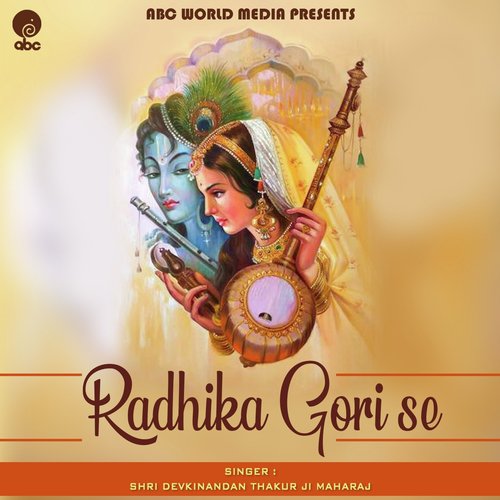 ABC WORLD MEDIA PRESENTS
abc
Radhika Gori se
SINGER :
SHRI DEVKINANDAN THAKUR JI MAHARAJ